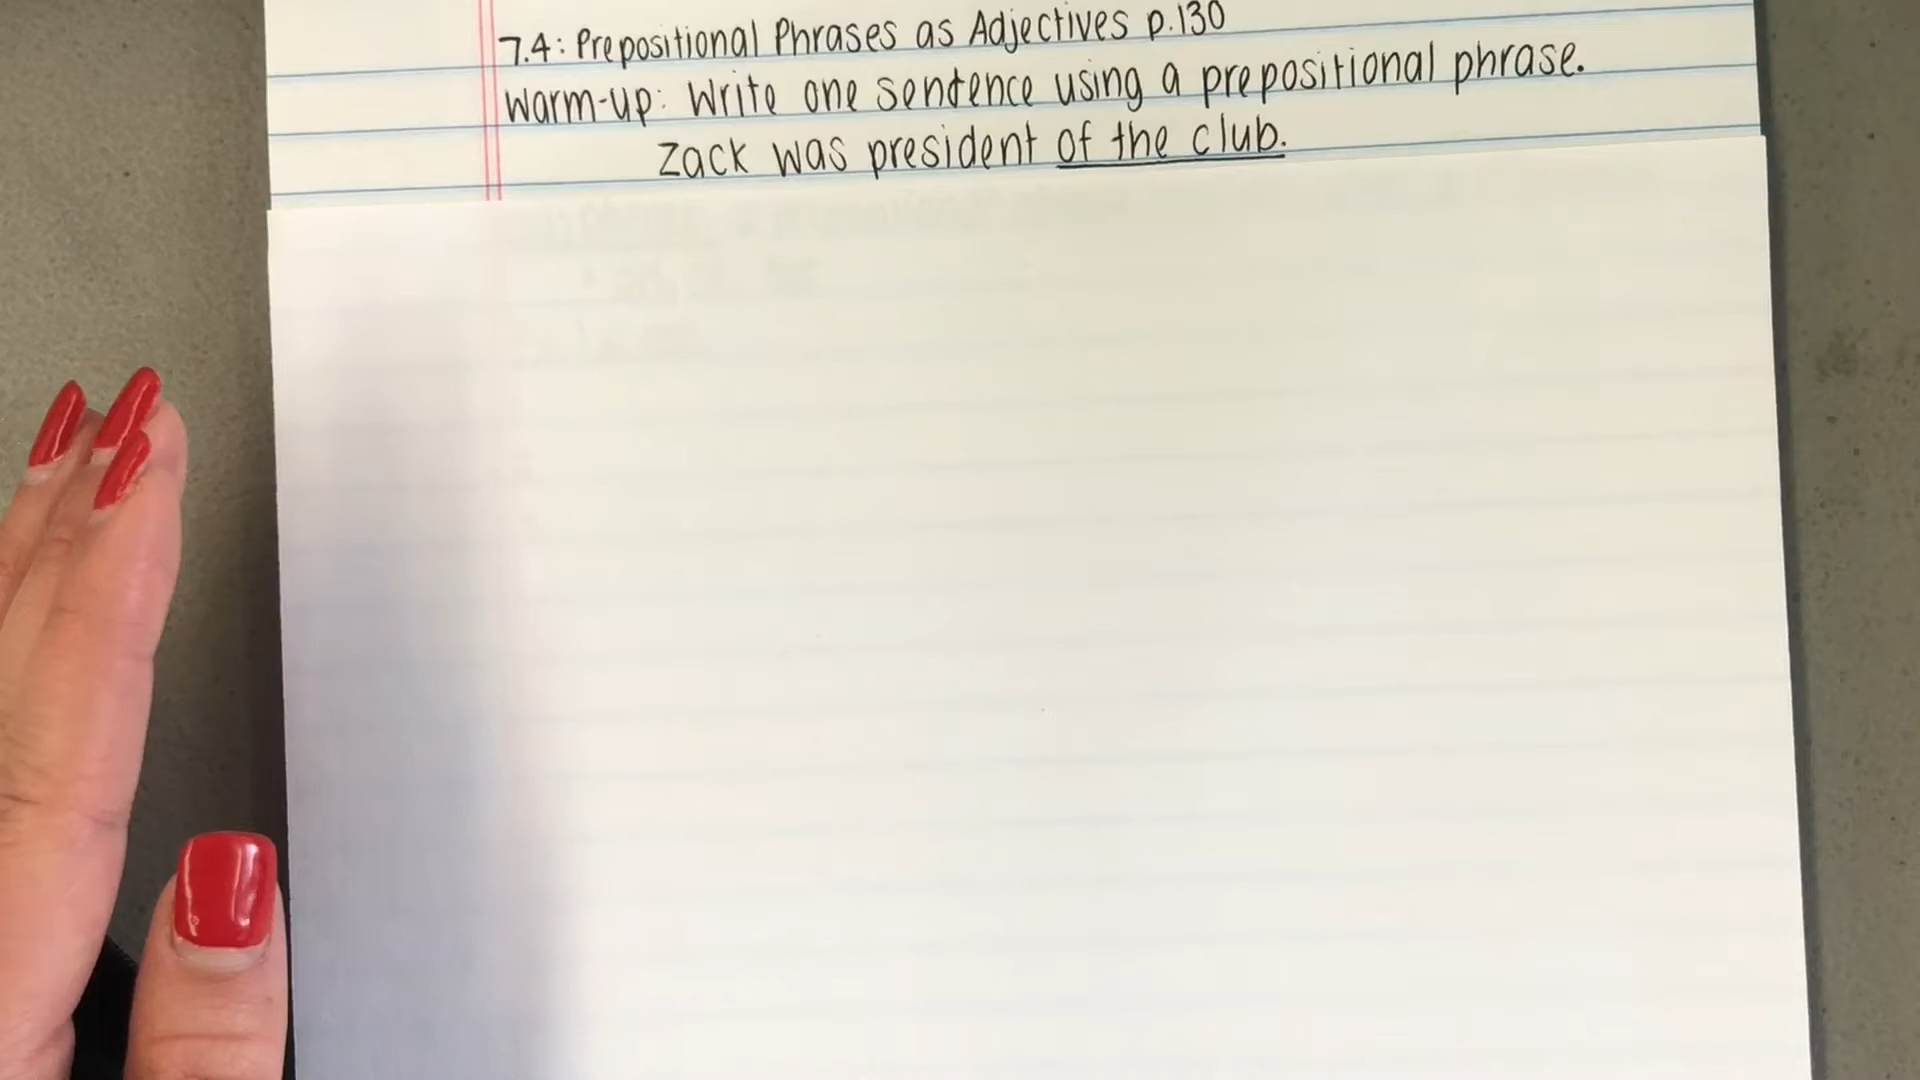 7.4: Prepositional Phrases as Adjectives p.130
Warm-up: Write one sentence using a prepositional phrase.
Zack was president of the club.